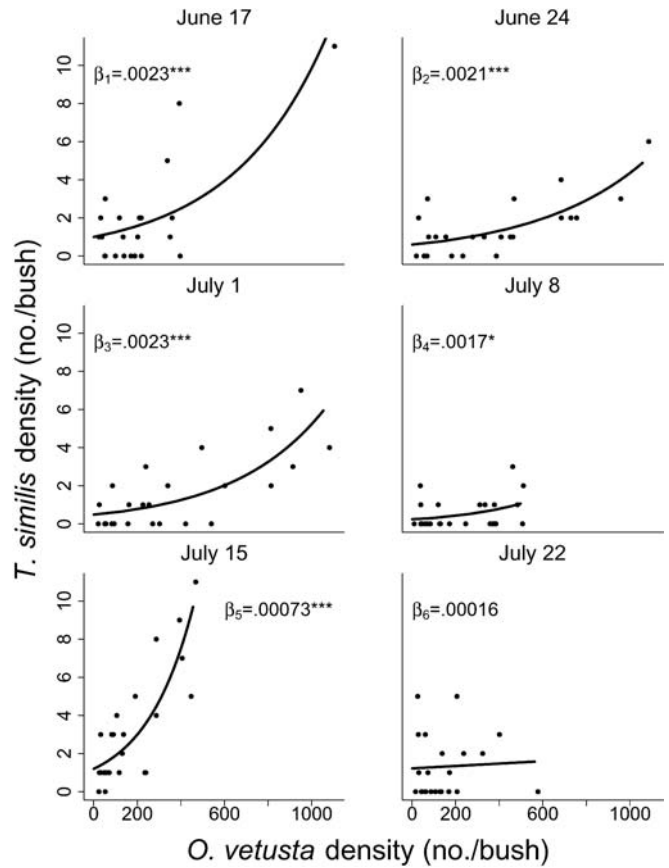 June 17
June 24
β1=.0023***
β2=.0021***
10
8
6
4
2
0
July 1
July 8
β3=.0023***
β4=.0017*
10
8
6
4
2
0
T. similis density (no./bush)
July 15
July 22
β5=.00073***
β6=.00016
10
8
6
4
2
0
0 600 1000
0 600 1000
O. vetusta density (no./bush)